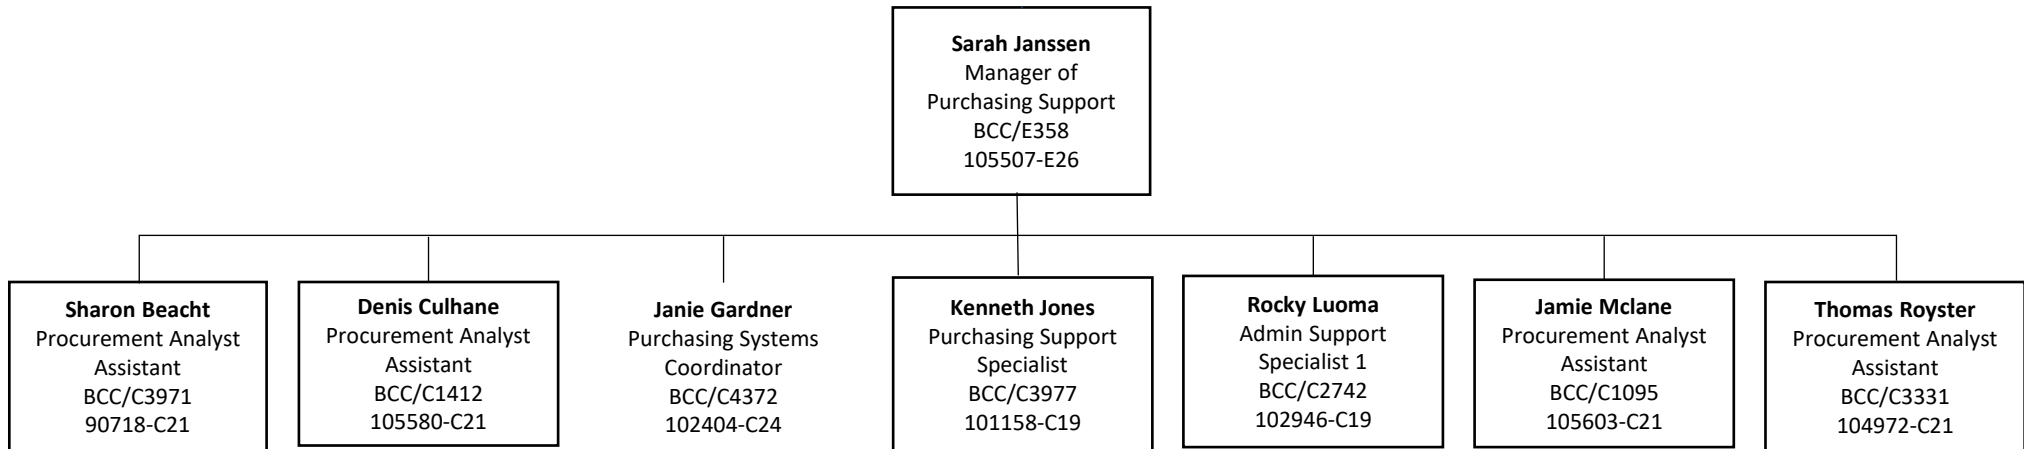 Sarah Janssen
Manager of
Purchasing Support
BCC/E358
105507-E26
Sharon Beacht
Procurement Analyst
Assistant
BCC/C3971
90718-C21
Denis Culhane
Procurement Analyst
Assistant
BCC/C1412
105580-C21
Janie Gardner
Purchasing Systems
Coordinator
BCC/C4372
102404-C24
Kenneth Jones
Purchasing Support
Specialist
BCC/C3977
101158-C19
Rocky Luoma
Admin Support
Specialist 1
BCC/C2742
102946-C19
Jamie Mclane
Procurement Analyst
Assistant
BCC/C1095
105603-C21
Thomas Royster
Procurement Analyst
Assistant
BCC/C3331
104972-C21